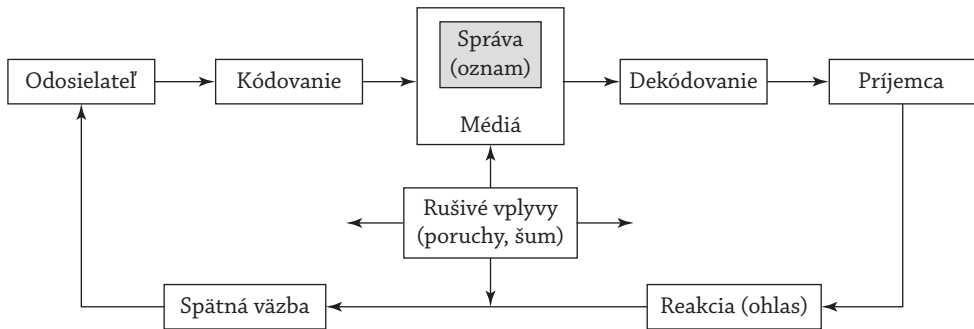 Správa
(oznam)
Odosielateľ
Kódovanie
Dekódovanie
Príjemca
Médiá
Rušivé vplyvy
(poruchy, šum)
Spätná väzba
Reakcia (ohlas)